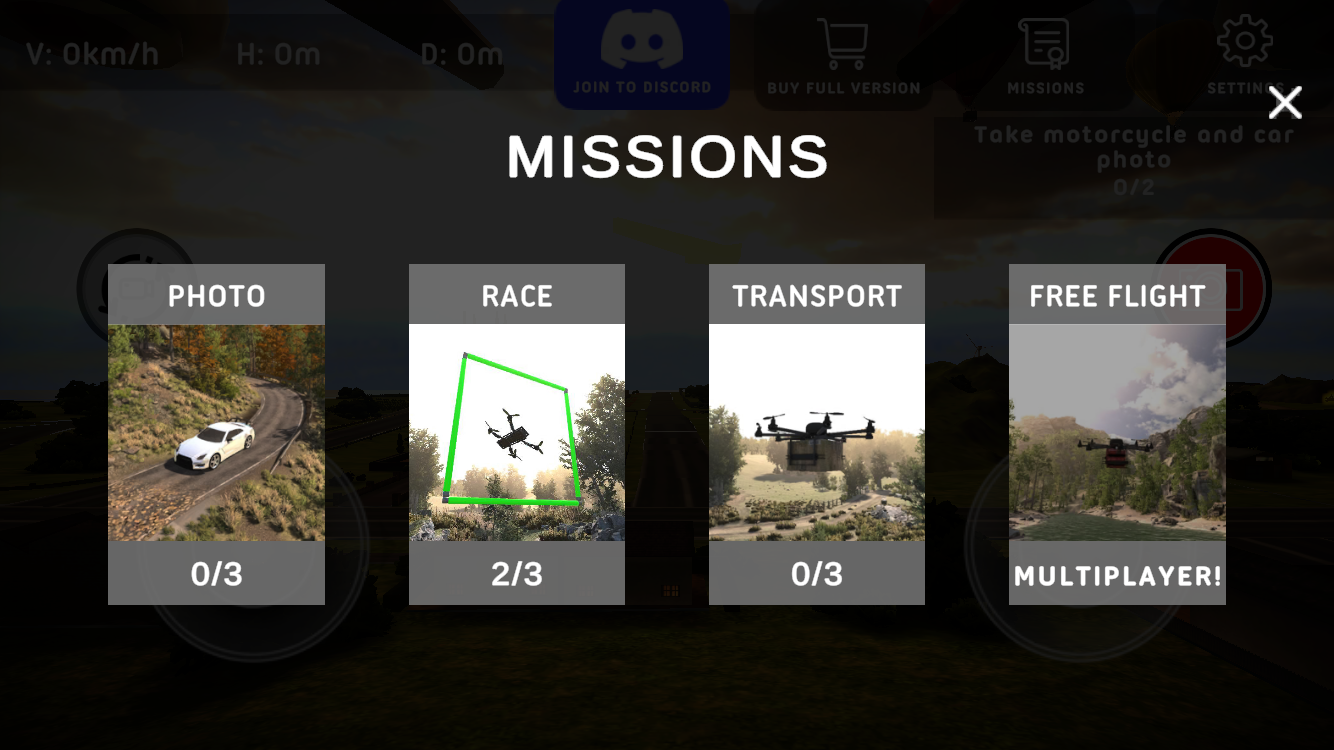 V: 0km/h
H: 0m
D: 0m
JOIN TO DISCORD
BUY FULL VERSION
MISSIONS
SETTINGS
Take motorcycle and car
photo
0/2
MISSIONS
PHOTO
RACE
TRANSPORT
FREE FLIGHT
0/3
2/3
0/3
MULTIPLAYER!